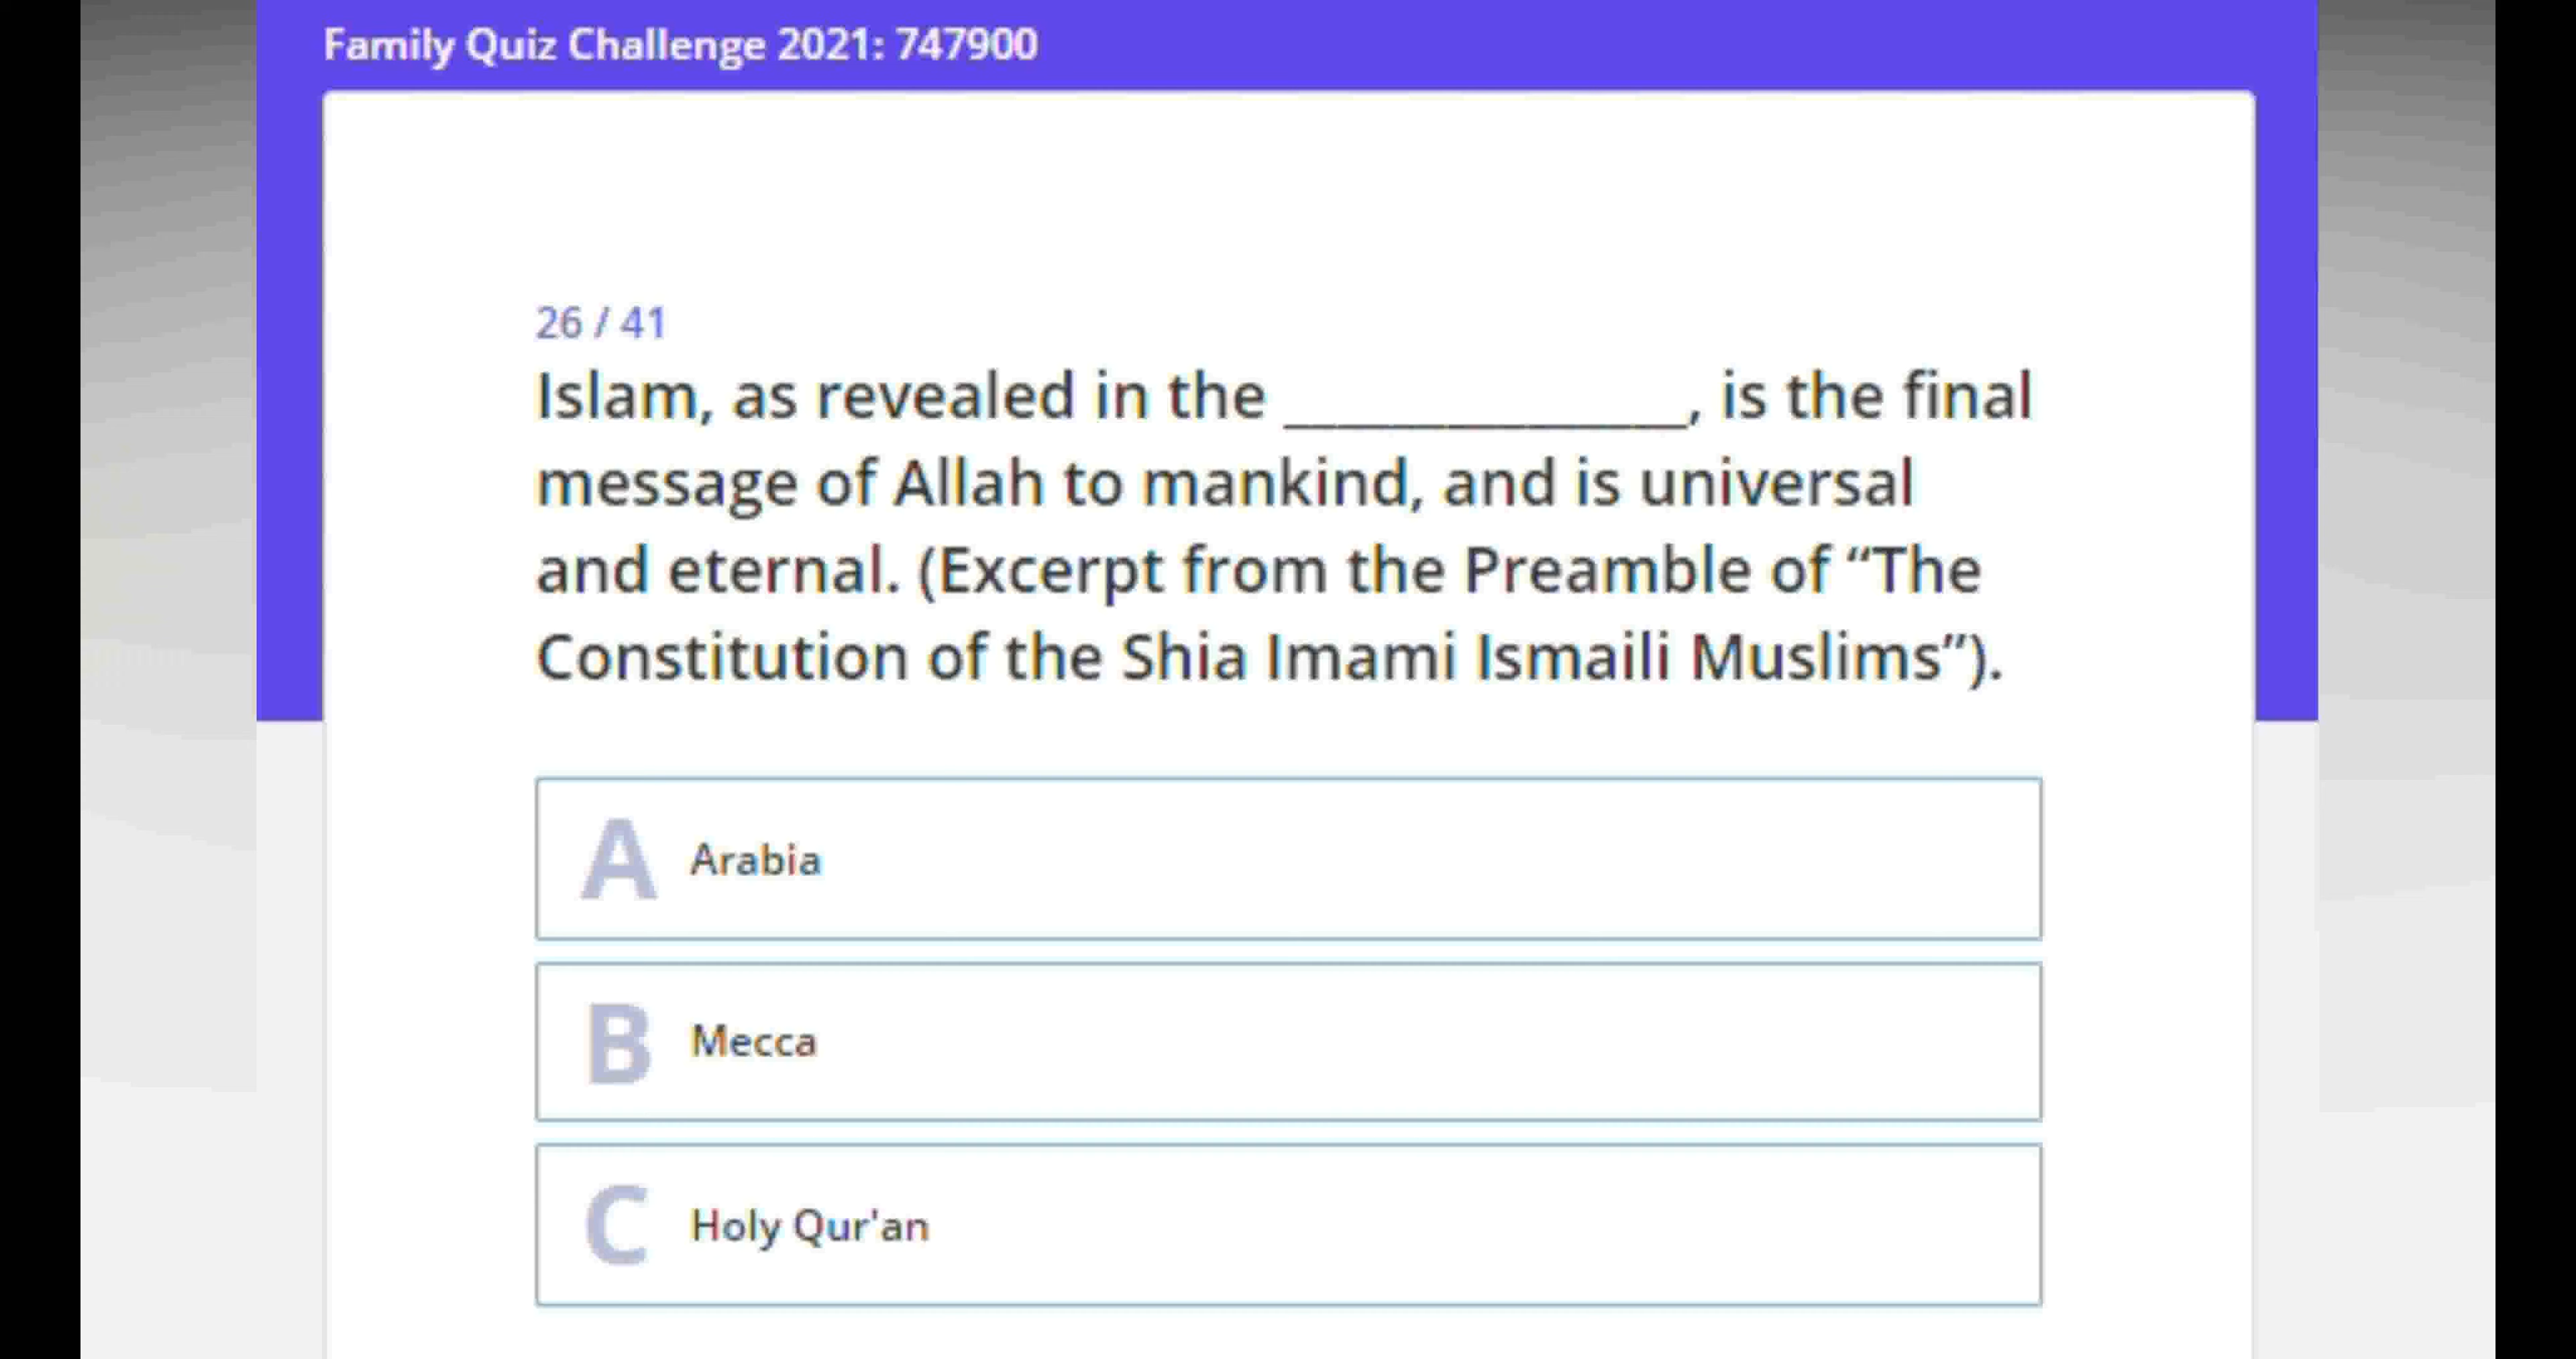 Family Quiz Challenge 2021: 747900
26 / 41
Islam, as revealed in the _______________, is the final
message of Allah to mankind, and is universal
and eternal. (Excerpt from the Preamble of “The
Constitution of the Shia Imami Ismaili Muslims”).
A Arabia
B Mecca
C Holy Qur'an